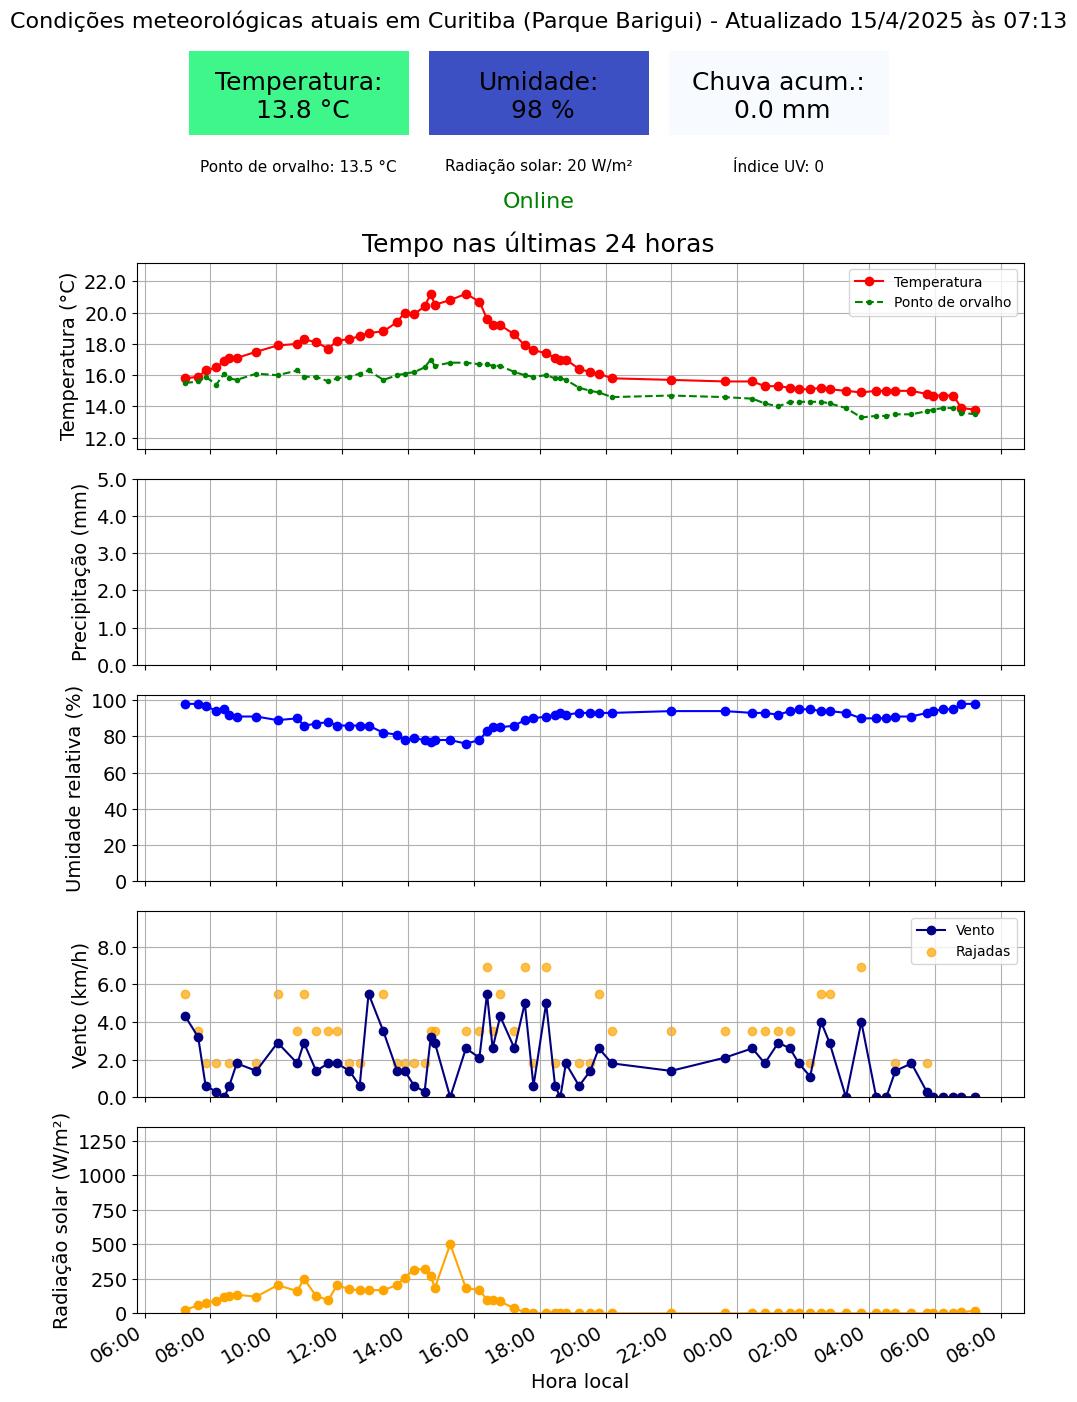 Condições meteorológicas atuais em Curitiba (Parque Barigui) - Atualizado 15/4/2025 às 07:13
Temperatura:
13.8 °C
Umidade:
98 %
Chuva acum.:
0.0 mm
Ponto de orvalho: 13.5 °C
Radiação solar: 20 W/m²
Índice UV: 0
Online
Tempo nas últimas 24 horas
Temperatura (°C)
22.0
20.0
18.0
16.0
14.0
12.0
Temperatura
Ponto de orvalho
Precipitação (mm)
5.0
4.0
3.0
2.0
1.0
0.0
Umidade relativa (%)
100
80
60
40
20
0
Vento (km/h)
8.0
6.0
4.0
2.0
0.0
Vento
Rajadas
Radiação solar (W/m²)
1250
1000
750
500
250
0
06:00
08:00
10:00
12:00
14:00
16:00
18:00
20:00
22:00
00:00
02:00
04:00
06:00
08:00
Hora local